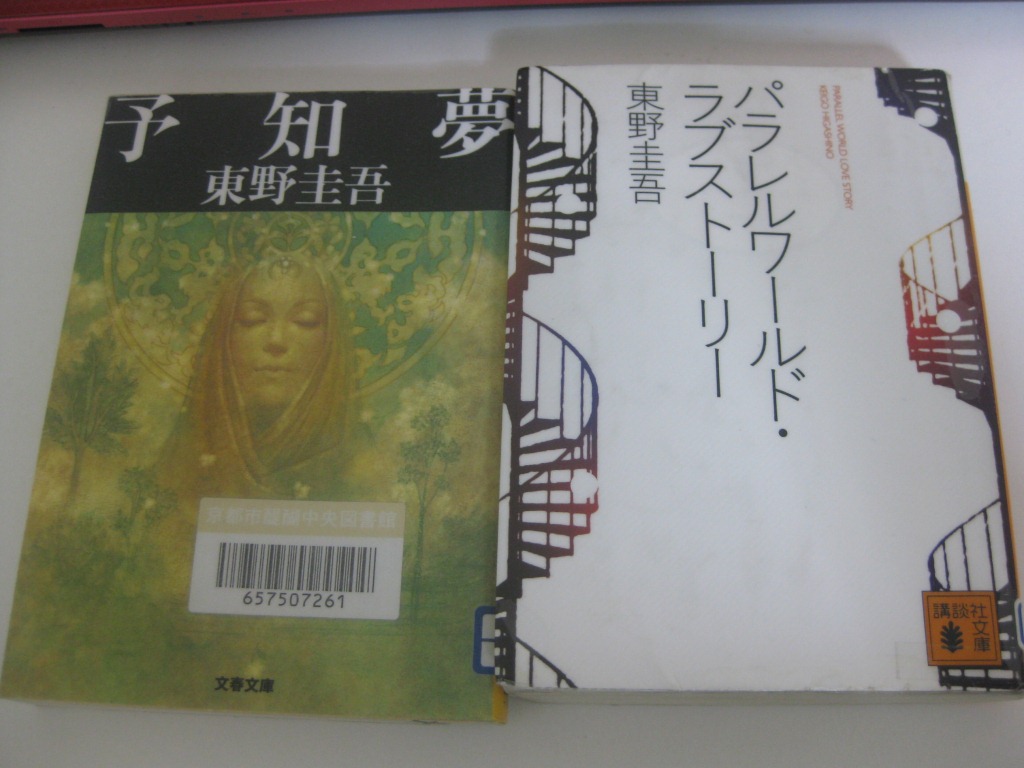 予知夢
東野圭吾
京都市醍醐中央図書館
657507261
文春文庫
PARALLEL WORLD LOVE STORY
KEIGO HIGASHINO
パラレルワールド・
ラブストーリー
東野圭吾
講談社
文庫